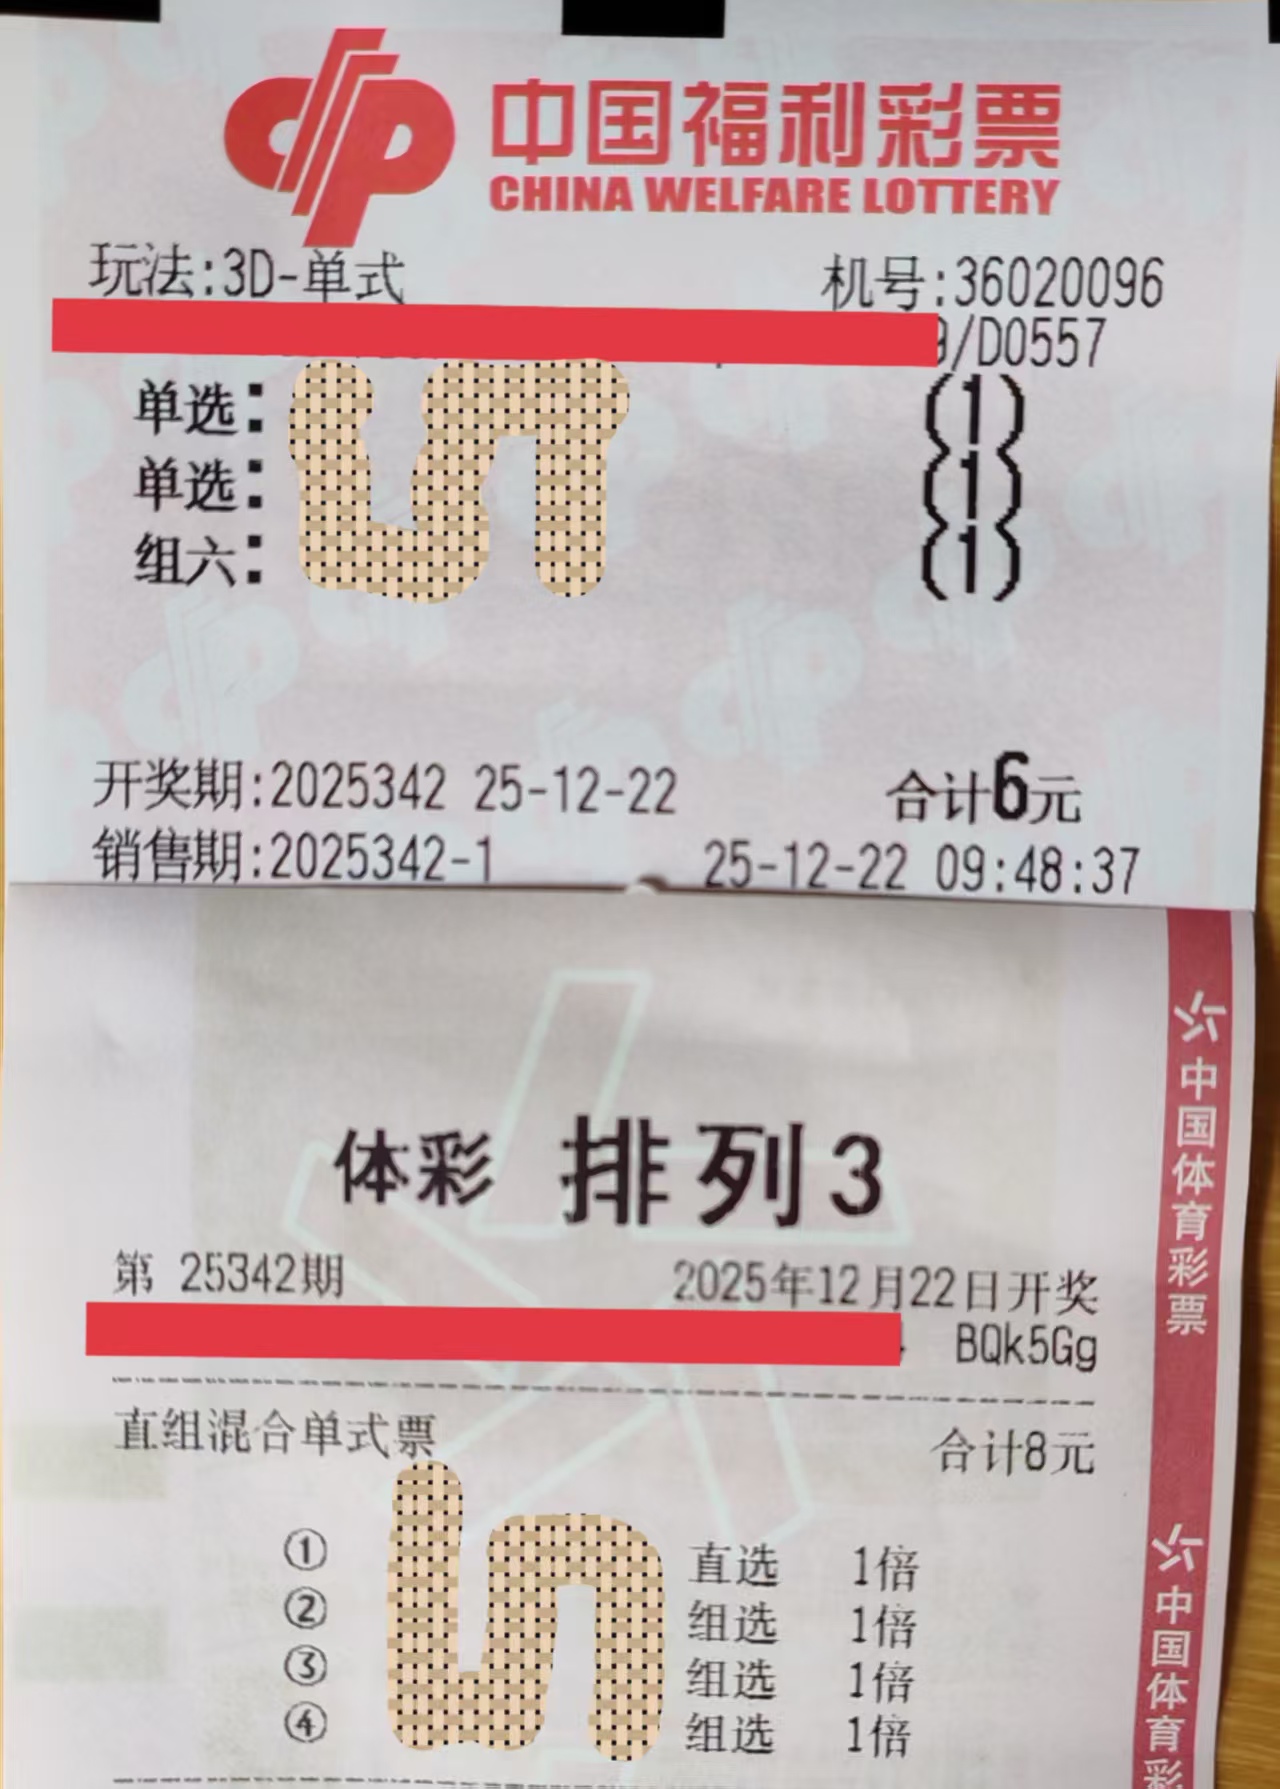 中国福利彩票
CHINA WELFARE LOTTERY
玩法:3D-单式 机号:36020096
9/D0557
单选: (1)
单选: (1)
组六: (1)
开奖期:2025342 25-12-22 合计6元
销售期:2025342-1 25-12-22 09:48:37
体彩 排列3
第 25342期 2025年12月22日开奖
BQk5Gg
直组混合单式票 合计8元
① 直选 1倍
② 组选 1倍
③ 组选 1倍
④ 组选 1倍
中国体育彩票
中国体育彩